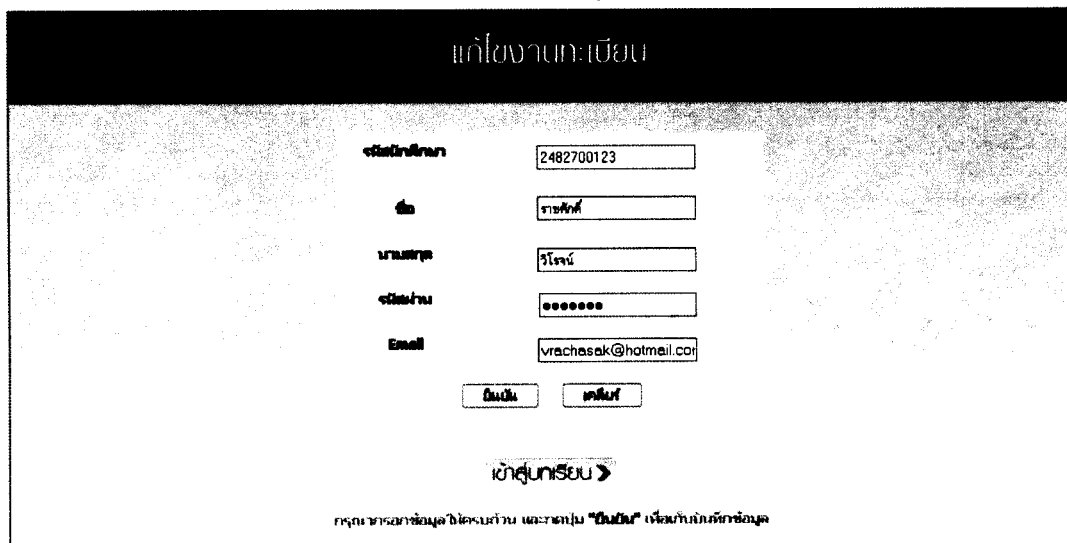 แก้ไขงานทะเบียน
รหัสนักศึกษา 2482700123
ชื่อ ราชศักดิ์
นามสกุล วิโรจน์
รหัสผ่าน ●●●●●●●
Email vrachasak@hotmail.cor
ยืนยัน เคลียร์
เข้าสู่บทเรียน ❯
กรุณากรอกข้อมูลให้ครบถ้วน และกดปุ่ม "ยืนยัน" เพื่อเก็บบันทึกข้อมูล